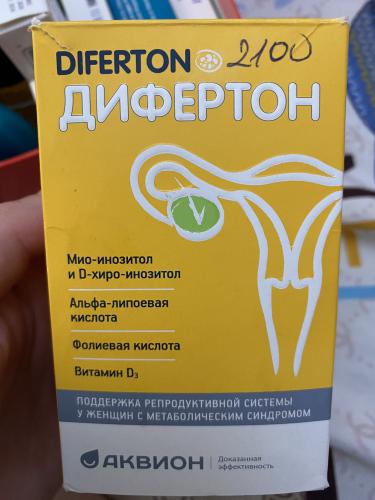 DIFERTON 2100
ДИФЕРТОН
Мио-инозитол
и D-хиро-инозитол
Альфа-липоевая
кислота
Фолиевая кислота
Витамин D₃
ПОДДЕРЖКА РЕПРОДУКТИВНОЙ СИСТЕМЫ
У ЖЕНЩИН С МЕТАБОЛИЧЕСКИМ СИНДРОМОМ
АКВИОН
Доказанная
эффективность